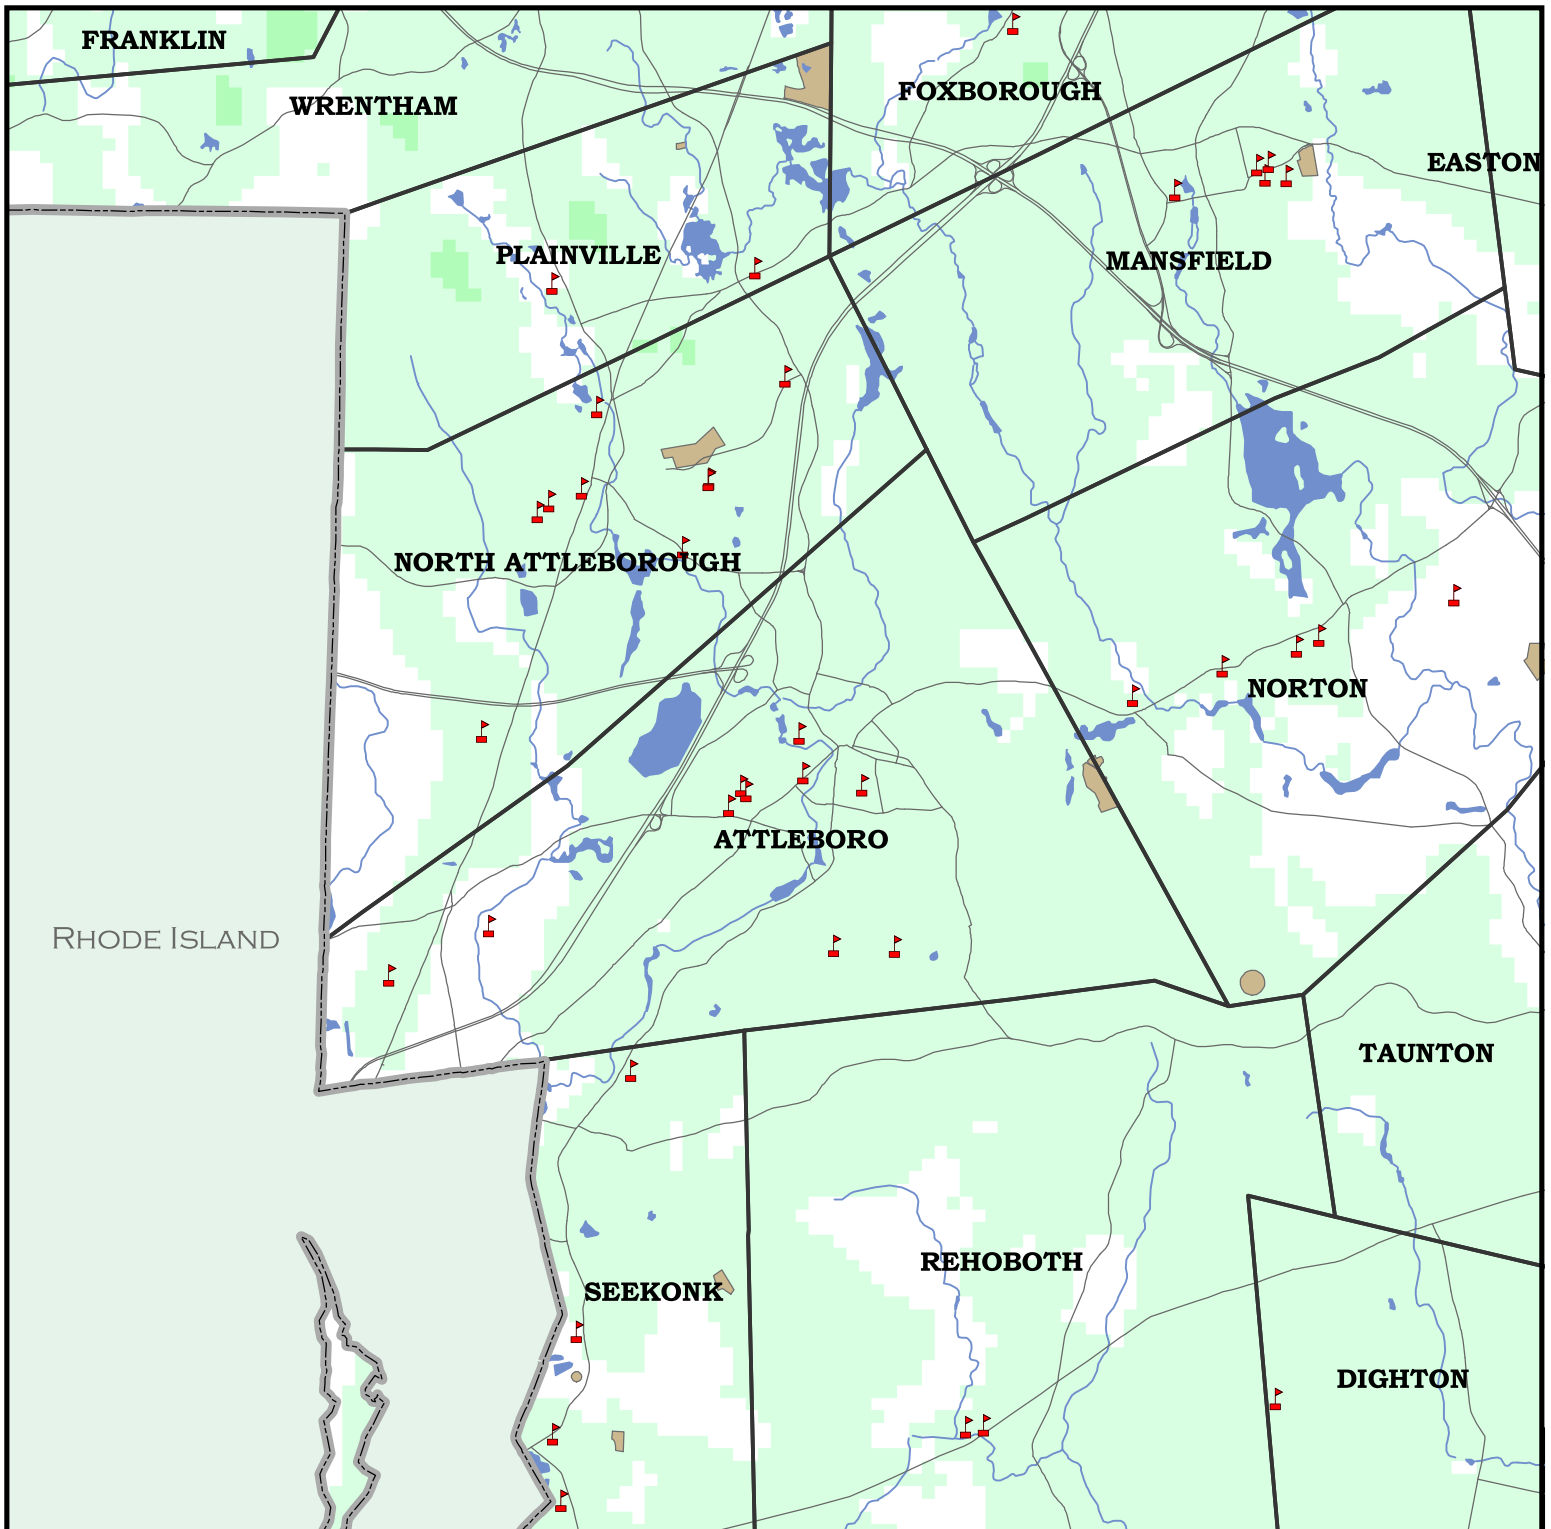 FRANKLIN
WRENTHAM
FOXBOROUGH
EASTON
PLAINVILLE
MANSFIELD
NORTH ATTLEBOROUGH
NORTON
ATTLEBORO
RHODE ISLAND
TAUNTON
REHOBOTH
SEEKONK
DIGHTON